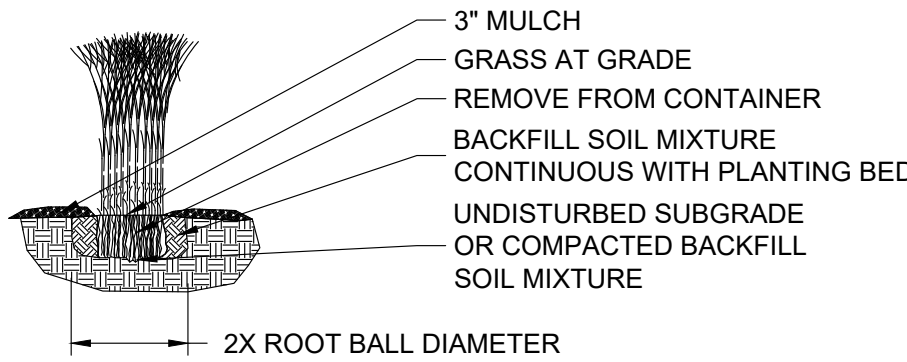 3" MULCH
GRASS AT GRADE
REMOVE FROM CONTAINER
BACKFILL SOIL MIXTURE
CONTINUOUS WITH PLANTING BED
UNDISTURBED SUBGRADE
OR COMPACTED BACKFILL
SOIL MIXTURE
2X ROOT BALL DIAMETER